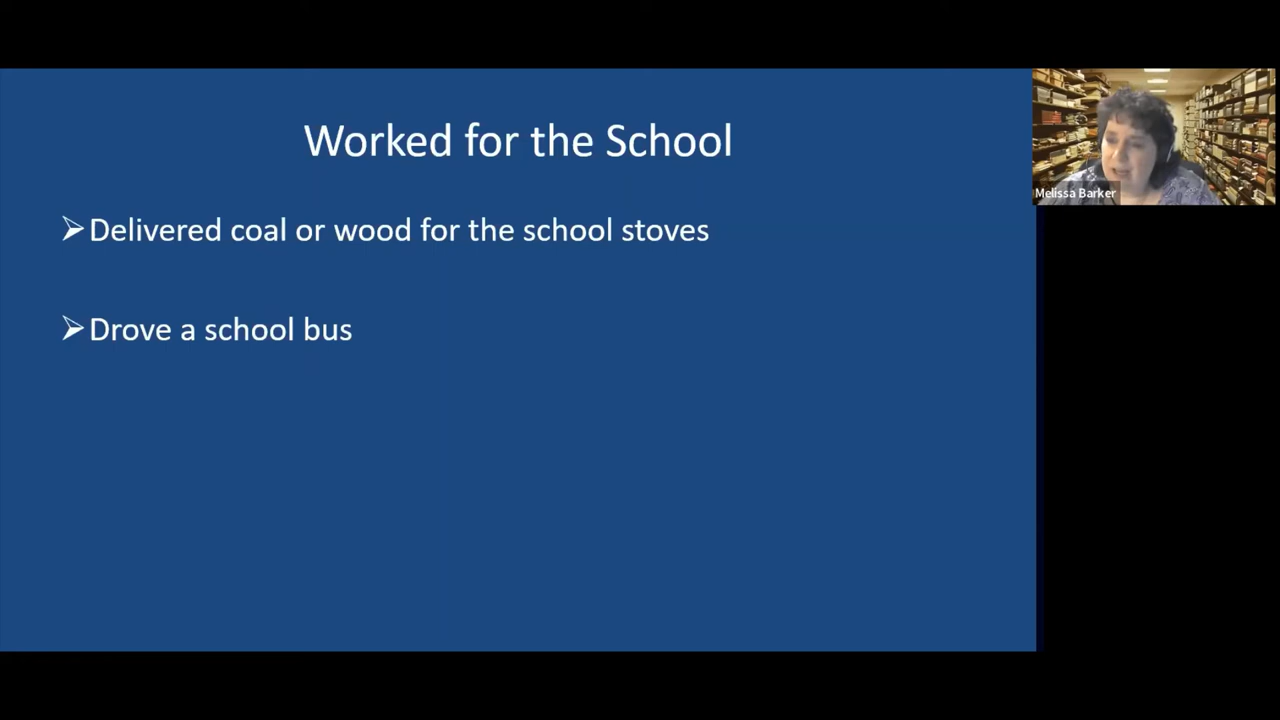 Worked for the School
Melissa Barker
➢Delivered coal or wood for the school stoves
➢Drove a school bus